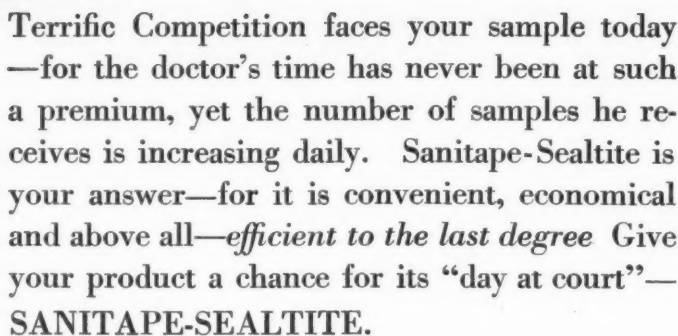 Terrific Competition faces your sample today
—for the doctor's time has never been at such
a premium, yet the number of samples he re-
ceives is increasing daily. Sanitape-Sealtite is
your answer—for it is convenient, economical
and above all—efficient to the last degree Give
your product a chance for its “day at court”—
SANITAPE-SEALTITE.